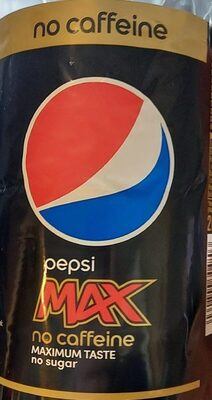 no caffeine
pepsi
MAX
no caffeine
MAXIMUM TASTE
no sugar